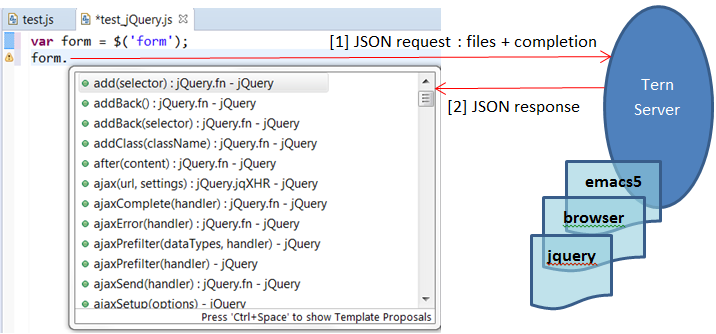 test.js
*test_jQuery.js
var form = $('form');
form.
[1] JSON request : files + completion
[2] JSON response
Tern
Server
add(selector) : jQuery.fn - jQuery
addBack() : jQuery.fn - jQuery
addBack(selector) : jQuery.fn - jQuery
addClass(className) : jQuery.fn - jQuery
after(content) : jQuery.fn - jQuery
ajax(url, settings) : jQuery.jqXHR - jQuery
ajaxComplete(handler) : jQuery.fn - jQuery
ajaxError(handler) : jQuery.fn - jQuery
ajaxPrefilter(dataTypes, handler) - jQuery
ajaxPrefilter(handler) - jQuery
ajaxSend(handler) : jQuery.fn - jQuery
ajaxSetup(options) - jQuery
Press 'Ctrl+Space' to show Template Proposals
emacs5
browser
jquery